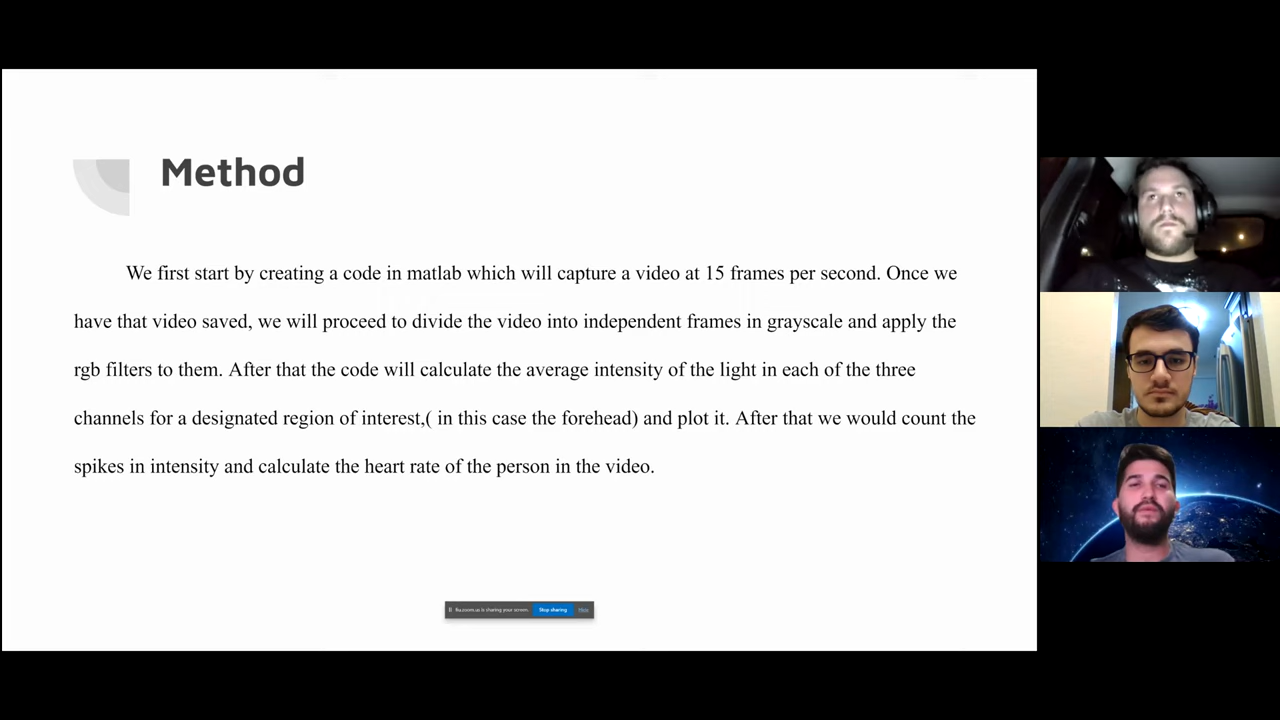 Method
We first start by creating a code in matlab which will capture a video at 15 frames per second. Once we
have that video saved, we will proceed to divide the video into independent frames in grayscale and apply the
rgb filters to them. After that the code will calculate the average intensity of the light in each of the three
channels for a designated region of interest,( in this case the forehead) and plot it. After that we would count the
spikes in intensity and calculate the heart rate of the person in the video.
is sharing your screen. Stop sharing Hide